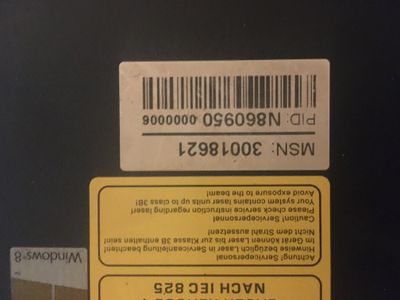 NACH IEC 825
Achtung! Servicepersonal
Hinweise bezüglich Laser in Serviceanleitung beachten!
Im Gerät können Laser bis zur Klasse 3B enthalten sein!
Nicht dem Strahl aussetzen!
Caution! Servicepersonnel
Please check service instruction regarding laser!
Your system contains laser units up to class 3B!
Avoid exposure to the beam!
Windows 8
MSN: 30018621
PID: N860950 0000006